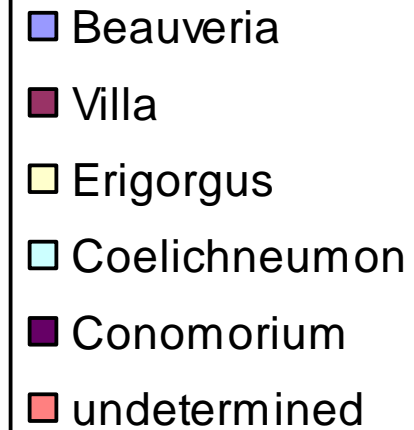 Beauveria
Villa
Erigorgus
Coelichneumon
Conomorium
undetermined